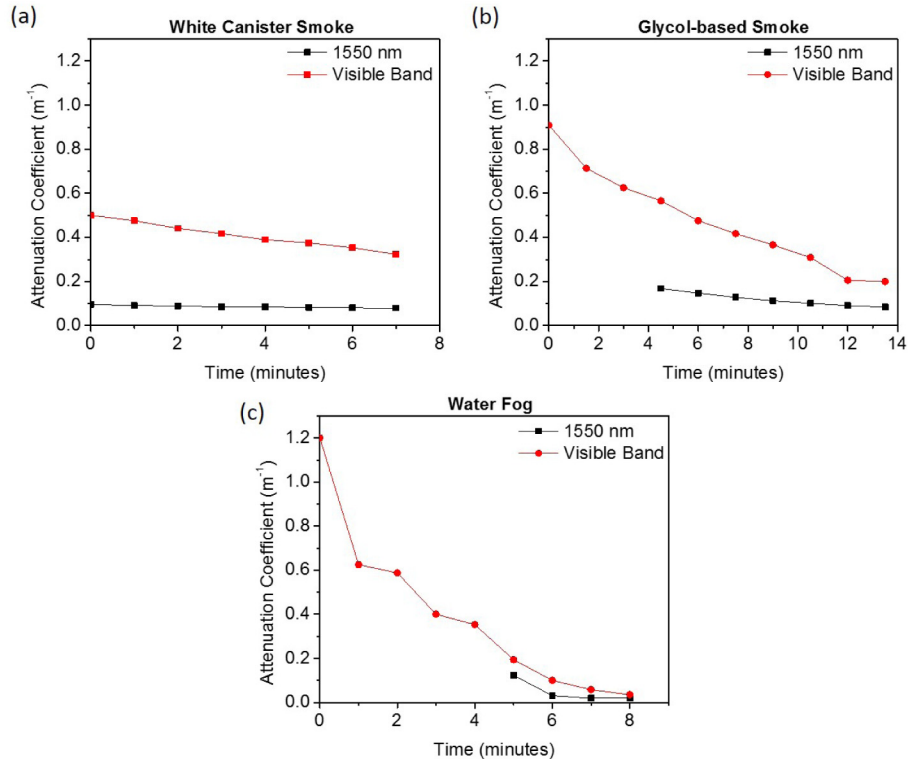 (a)
White Canister Smoke
1550 nm
Visible Band
Attenuation Coefficient (m⁻¹)
1.2
1.0
0.8
0.6
0.4
0.2
0.0
0 2 4 6 8
Time (minutes)
(b)
Glycol-based Smoke
1550 nm
Visible Band
Attenuation Coefficient (m⁻¹)
1.2
1.0
0.8
0.6
0.4
0.2
0.0
0 2 4 6 8 10 12 14
Time (minutes)
(c)
Water Fog
1550 nm
Visible Band
Attenuation Coefficient (m⁻¹)
1.2
1.0
0.8
0.6
0.4
0.2
0.0
0 2 4 6 8
Time (minutes)